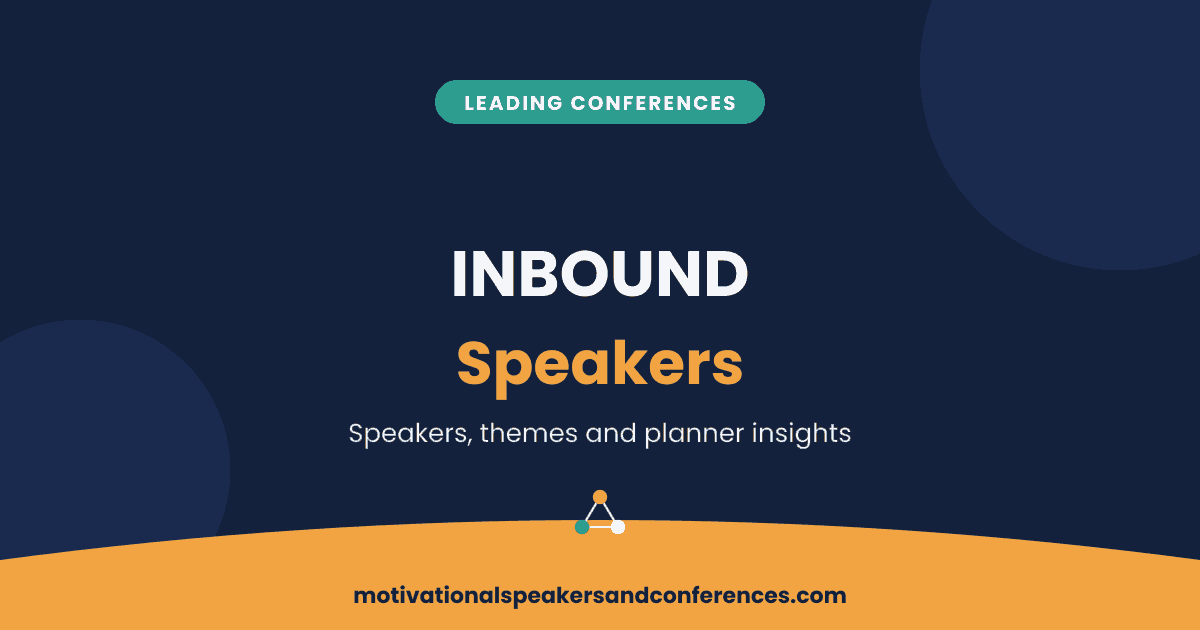 LEADING CONFERENCES
INBOUND
Speakers
Speakers, themes and planner insights
motivationalspeakersandconferences.com